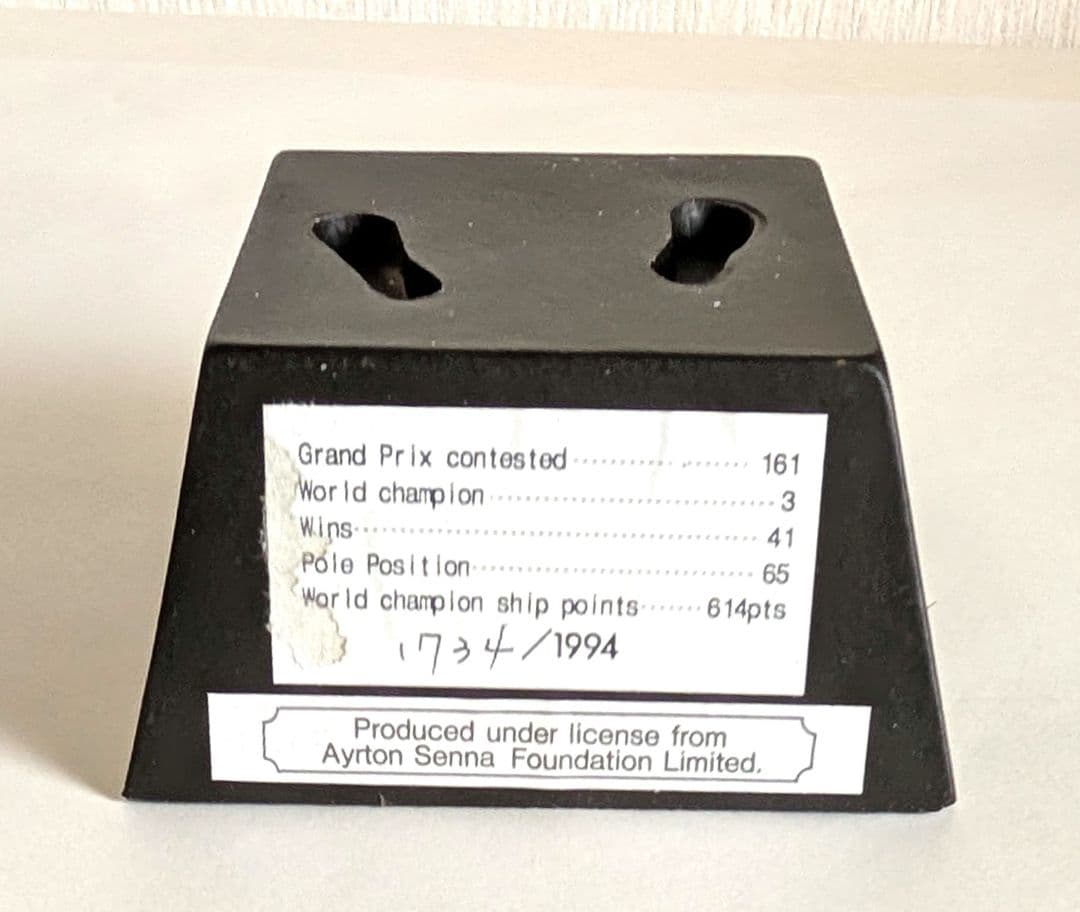 Grand Prix contested ........................ 161
World champion ........................ 3
Wins ........................ 41
Pole Position ........................ 65
World champion ship points ....... 614pts
1734/1994
Produced under license from
Ayrton Senna Foundation Limited.